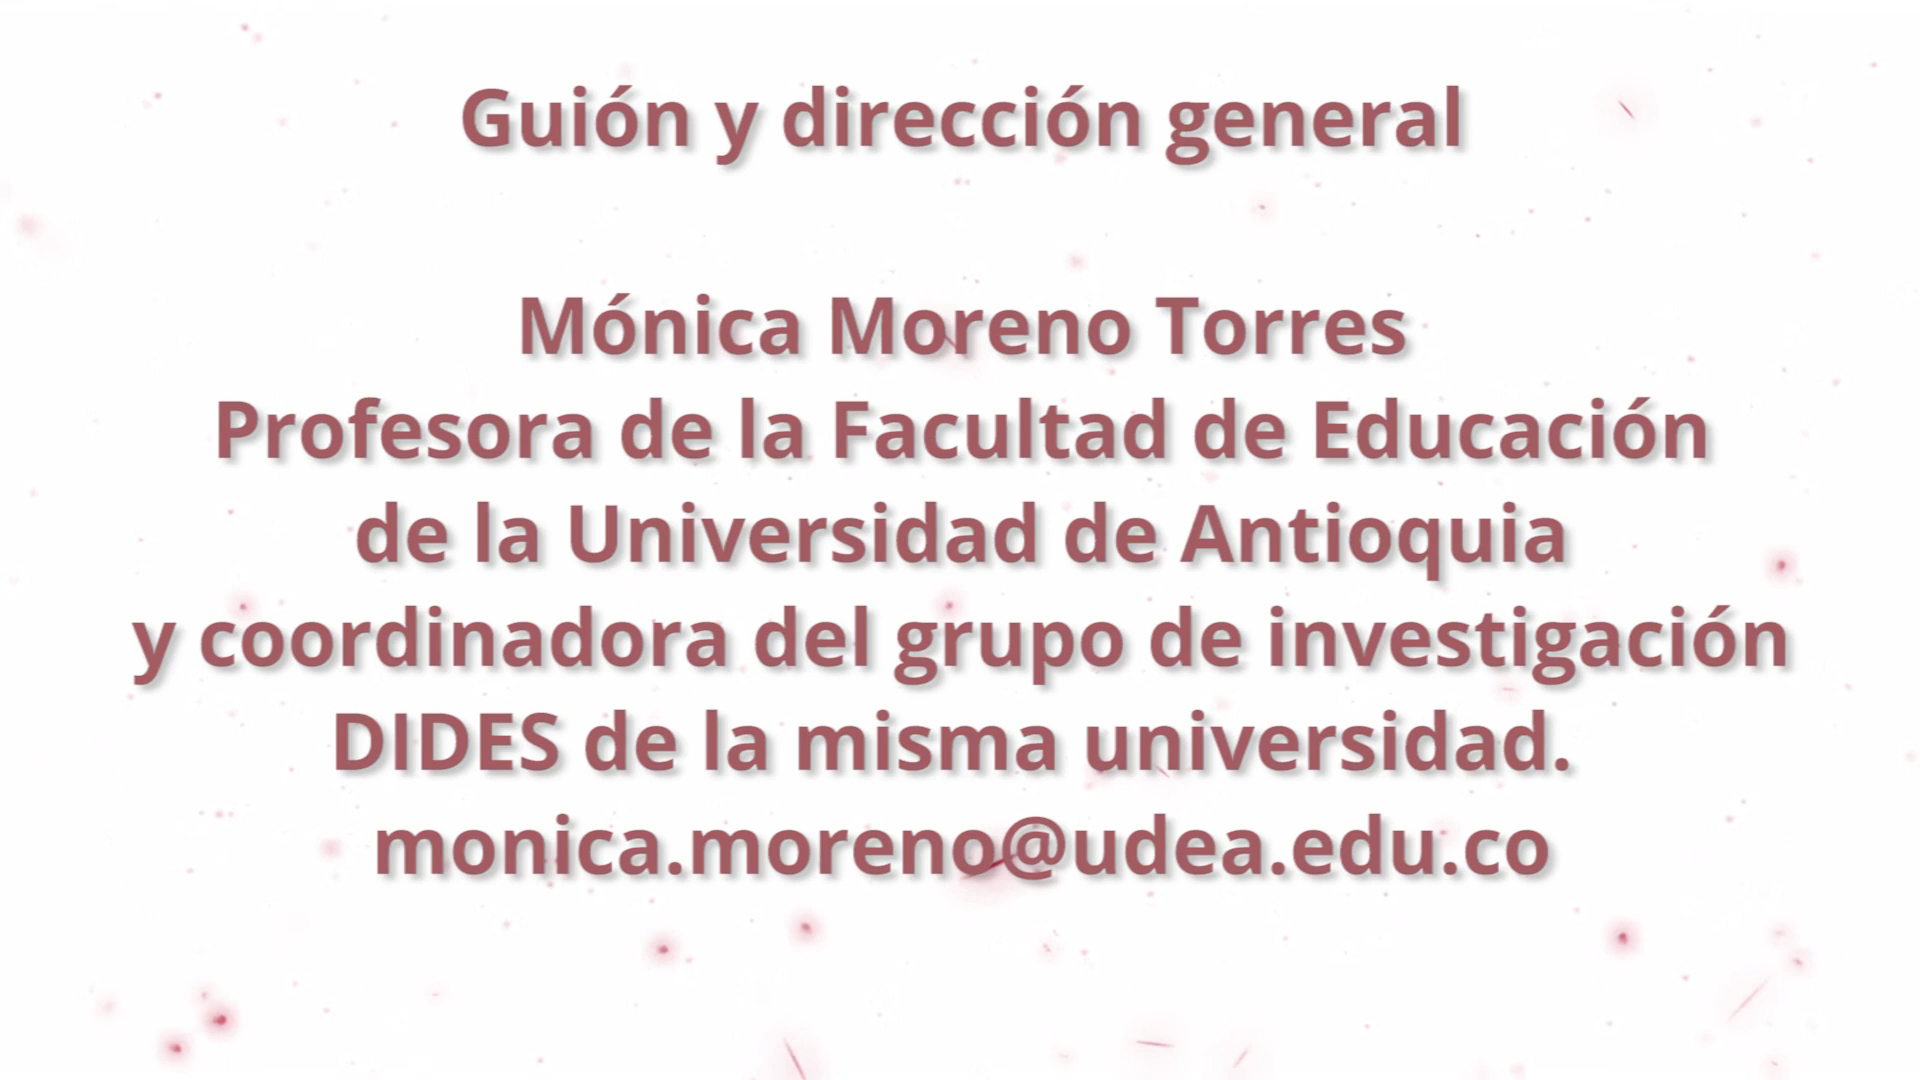 Guión y dirección general
Mónica Moreno Torres
Profesora de la Facultad de Educación
de la Universidad de Antioquia
y coordinadora del grupo de investigación
DIDES de la misma universidad.
monica.moreno@udea.edu.co